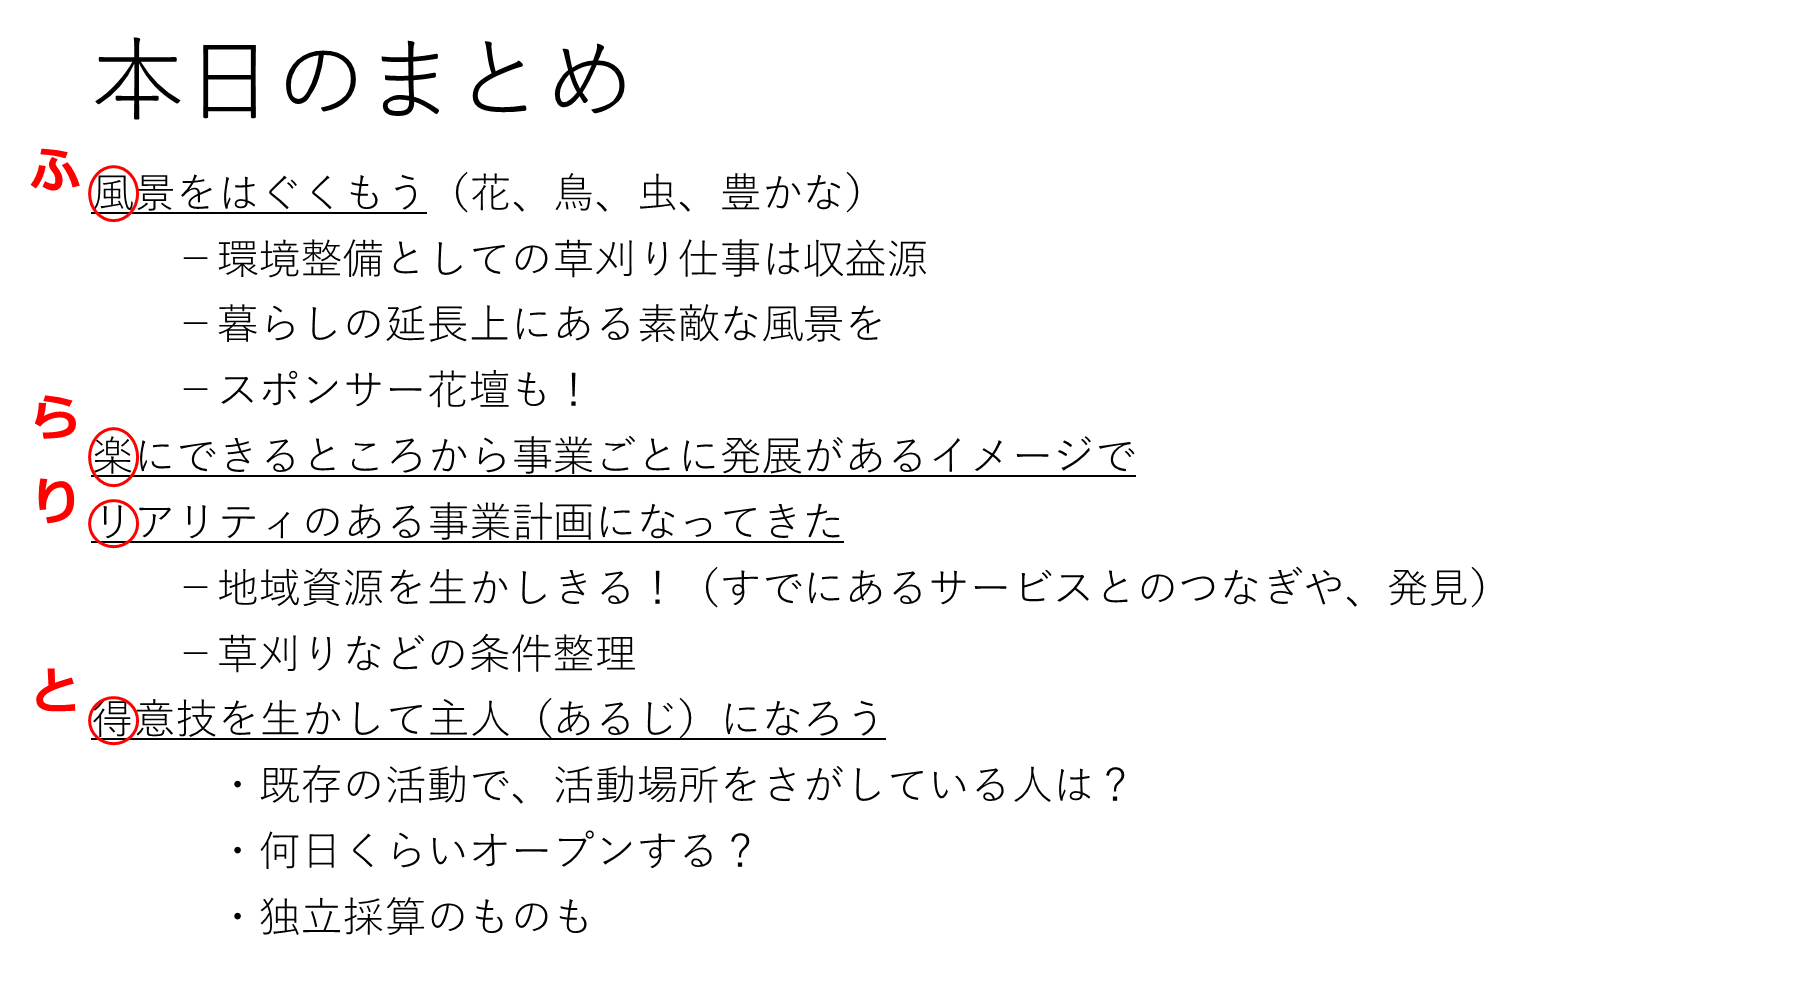 本日のまとめ
ふ
風景をはぐくもう（花、鳥、虫、豊かな）
－環境整備としての草刈り仕事は収益源
－暮らしの延長上にある素敵な風景を
－スポンサー花壇も！
ら
楽にできるところから事業ごとに発展があるイメージで
り
リアリティのある事業計画になってきた
－地域資源を生かしきる！（すでにあるサービスとのつなぎや、発見）
－草刈りなどの条件整理
と
得意技を生かして主人（あるじ）になろう
・既存の活動で、活動場所をさがしている人は？
・何日くらいオープンする？
・独立採算のものも